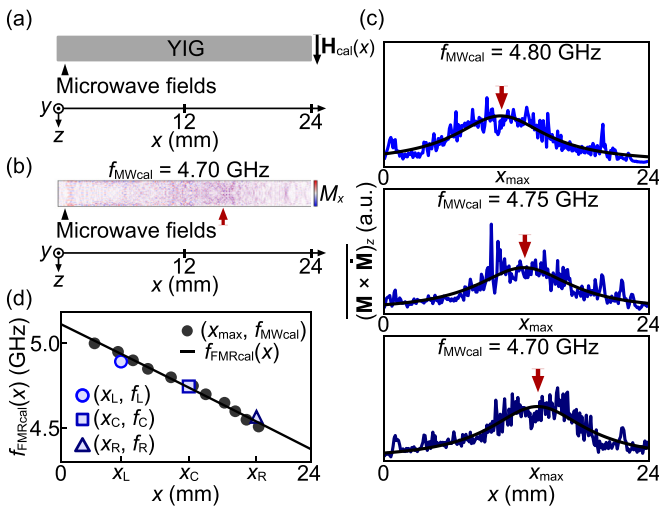 (a)
YIG
H_cal(x)
Microwave fields
y
z
12
24
x (mm)
(b)
f_MWcal = 4.70 GHz
M_x
Microwave fields
y
z
12
24
x (mm)
(c)
f_MWcal = 4.80 GHz
0
x_max
24
f_MWcal = 4.75 GHz
0
x_max
24
f_MWcal = 4.70 GHz
0
x_max
24
x (mm)
(M × Ṁ)_z (a.u.)
(d)
(x_max, f_MWcal)
f_FMRcal(x)
(x_L, f_L)
(x_C, f_C)
(x_R, f_R)
5.0
4.5
f_FMRcal(x) (GHz)
0
x_L
x_C
x_R
24
x (mm)